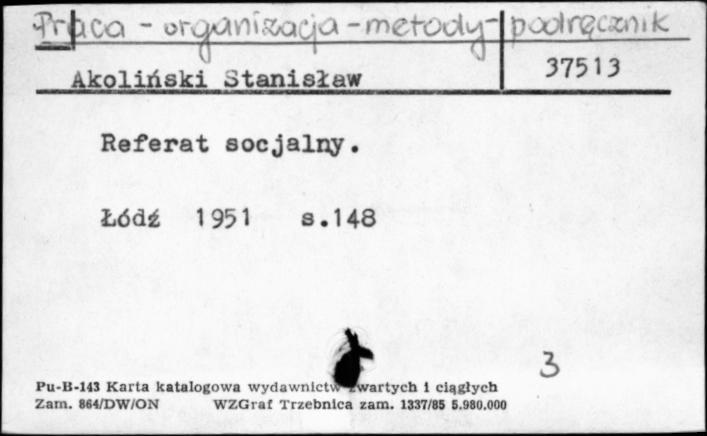 Praca - organizacja - metody - podręcznik
Akoliński Stanisław 37513
Referat socjalny.
Łódź 1951 s.148
3
Pu-B-143 Karta katalogowa wydawnictw zwartych i ciągłych
Zam. 864/DW/ON WZGraf Trzebnica zam. 1337/85 5.980.000